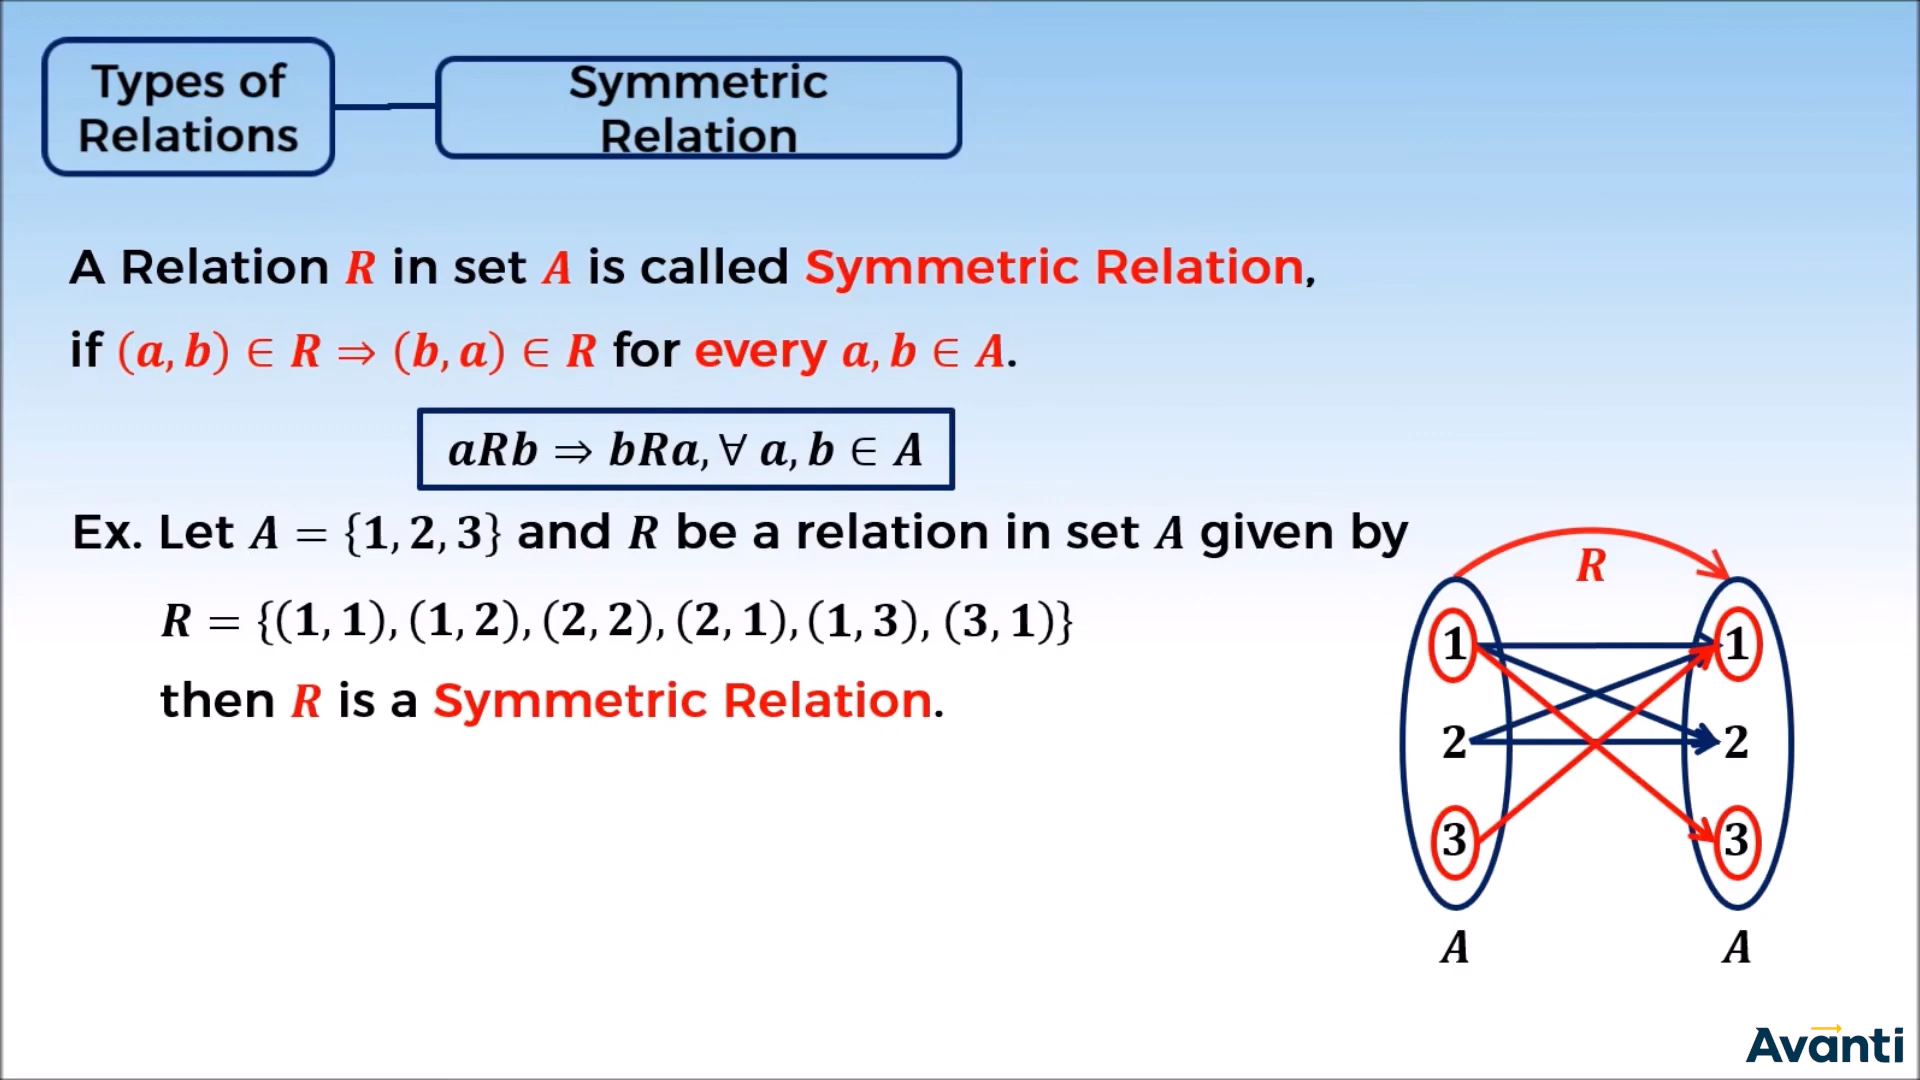 Types of
Relations
Symmetric
Relation
A Relation R in set A is called Symmetric Relation,
if (a, b) ∈ R ⇒ (b, a) ∈ R for every a, b ∈ A.
aRb ⇒ bRa, ∀ a, b ∈ A
Ex. Let A = {1, 2, 3} and R be a relation in set A given by
R = {(1, 1), (1, 2), (2, 2), (2, 1), (1, 3), (3, 1)}
then R is a Symmetric Relation.
R
1 1
2 2
3 3
A A
Avanti